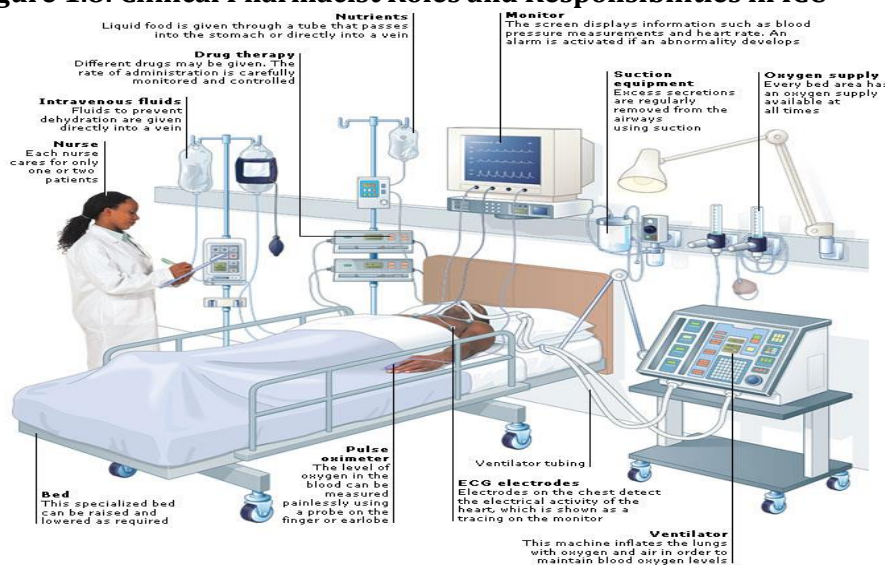 gure 1.8: Clinical Pharmacist Roles and Responsibilities in ICU
Nutrients
Liquid food is given through a tube that passes
into the stomach or directly into a vein
Monitor
The screen displays information such as blood
pressure measurements and heart rate. An
alarm is activated if an abnormality develops
Drug therapy
Different drugs may be given. The
rate of administration is carefully
monitored and controlled
Suction
equipment
Excess secretions
are regularly
removed from the
airways
using suction
Oxygen supply
Every bed area has
an oxygen supply
available at
all times
Intravenous fluids
Fluids to prevent
dehydration are given
directly into a vein
Nurse
Each nurse
cares for only
one or two
patients
Bed
This specialized bed
can be raised and
lowered as required
Pulse
oximeter
The level of
oxygen in the
blood can be
measured
painlessly using
a probe on the
finger or earlobe
Ventilator tubing
ECG electrodes
Electrodes on the chest detect
the electrical activity of the
heart, which is shown as a
tracing on the monitor
Ventilator
This machine inflates the lungs
with oxygen and air in order to
maintain blood oxygen levels